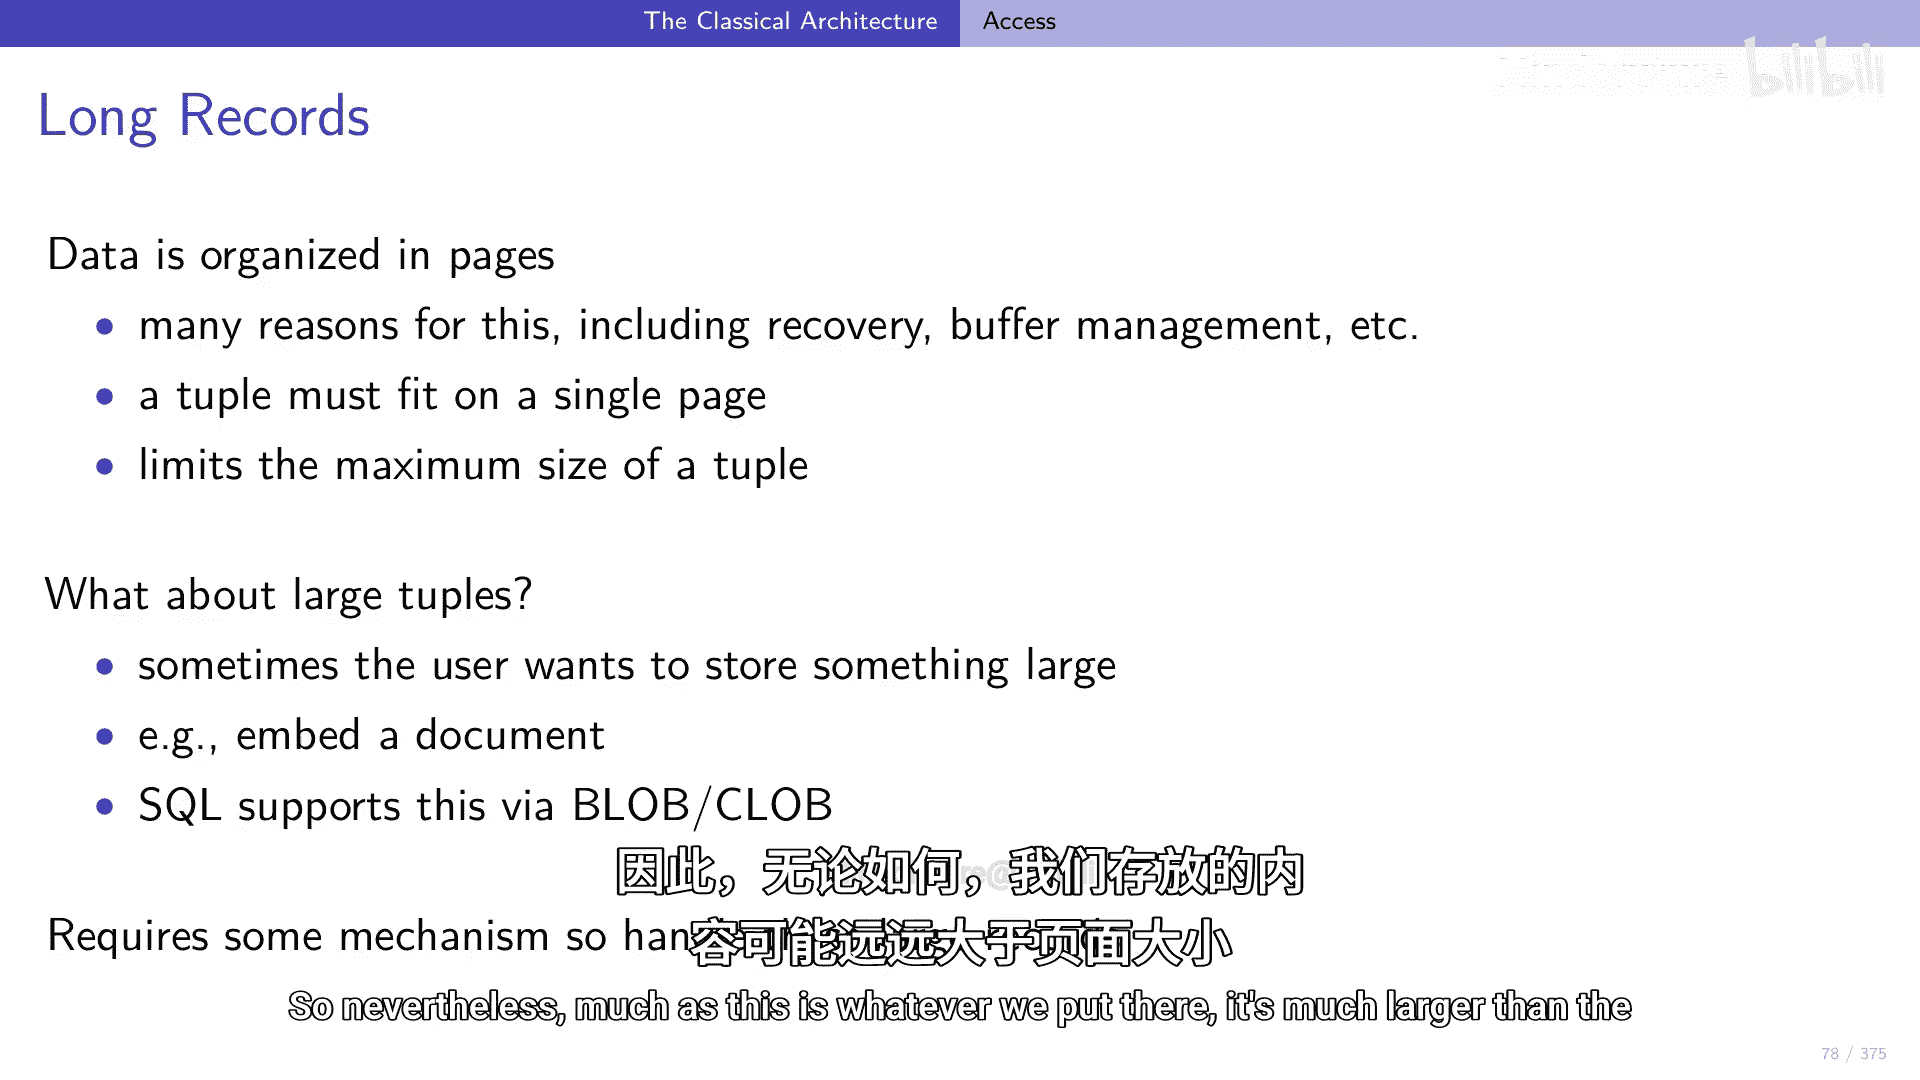 The Classical Architecture
Access
bilibili
Long Records
Data is organized in pages
many reasons for this, including recovery, buffer management, etc.
a tuple must fit on a single page
limits the maximum size of a tuple
What about large tuples?
sometimes the user wants to store something large
e.g., embed a document
SQL supports this via BLOB/CLOB
因此，无论如何，我们存放的内
Requires some mechanism so
容可能远远大于页面大小
So nevertheless, much as this is whatever we put there, it's much larger than the
78 / 375